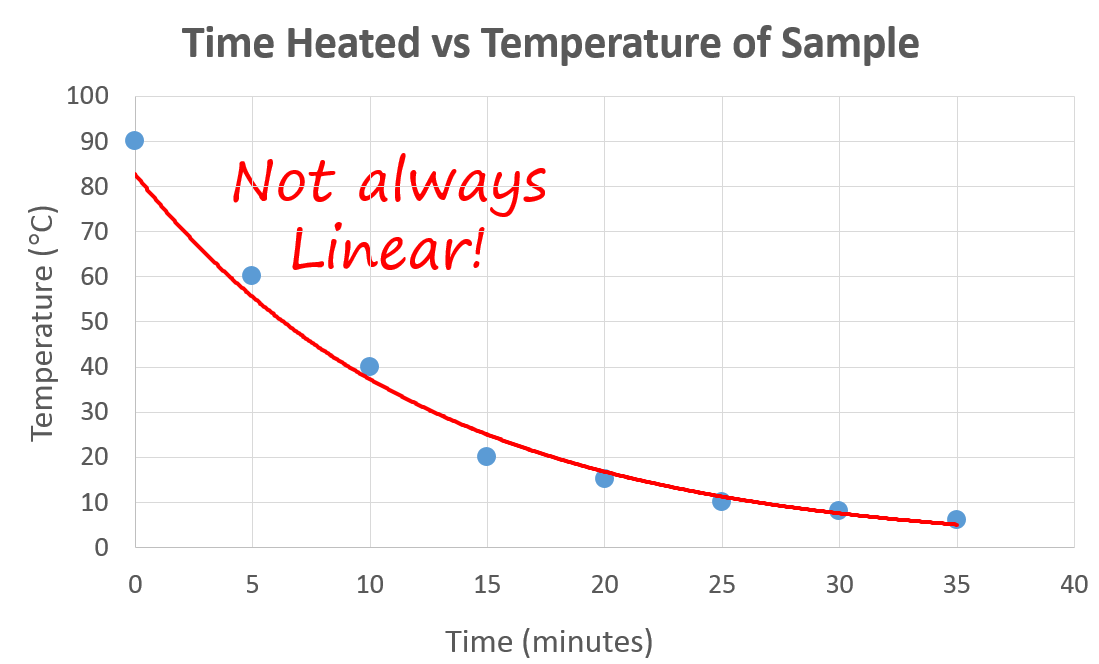 Time Heated vs Temperature of Sample
100
90
80
70
60
50
40
30
20
10
0
Temperature (°C)
Not always
Linear!
0 5 10 15 20 25 30 35 40
Time (minutes)